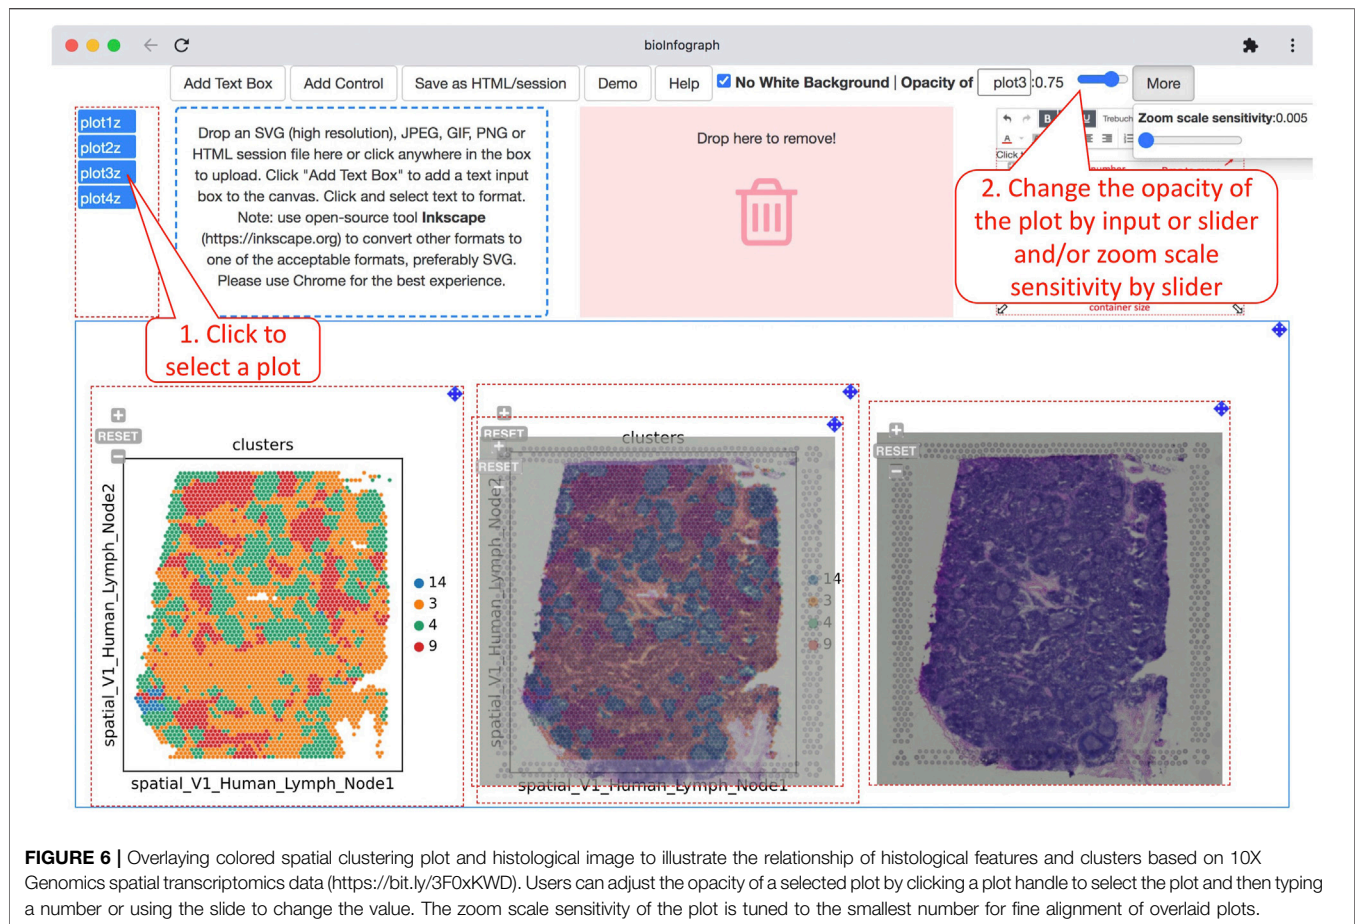 bioInfograph
Add Text Box
Add Control
Save as HTML/session
Demo
Help
No White Background | Opacity of
plot3
:0.75
More
plot1z
plot2z
plot3z
plot4z
Drop an SVG (high resolution), JPEG, GIF, PNG or
HTML session file here or click anywhere in the box
to upload. Click "Add Text Box" to add a text input
box to the canvas. Click and select text to format.
Note: use open-source tool Inkscape
(https://inkscape.org) to convert other formats to
one of the acceptable formats, preferably SVG.
Please use Chrome for the best experience.
Drop here to remove!
B
U
Trebuch
Zoom scale sensitivity:0.005
A
number
container size
1. Click to
select a plot
2. Change the opacity of
the plot by input or slider
and/or zoom scale
sensitivity by slider
RESET
clusters
spatial_V1_Human_Lymph_Node2
spatial_V1_Human_Lymph_Node1
14
3
4
9
RESET
RESET
clusters
spatial_V1_Human_Lymph_Node2
spatial_V1_Human_Lymph_Node1
14
3
4
9
RESET
FIGURE 6 | Overlaying colored spatial clustering plot and histological image to illustrate the relationship of histological features and clusters based on 10X
Genomics spatial transcriptomics data (https://bit.ly/3F0xKWD). Users can adjust the opacity of a selected plot by clicking a plot handle to select the plot and then typing
a number or using the slide to change the value. The zoom scale sensitivity of the plot is tuned to the smallest number for fine alignment of overlaid plots.